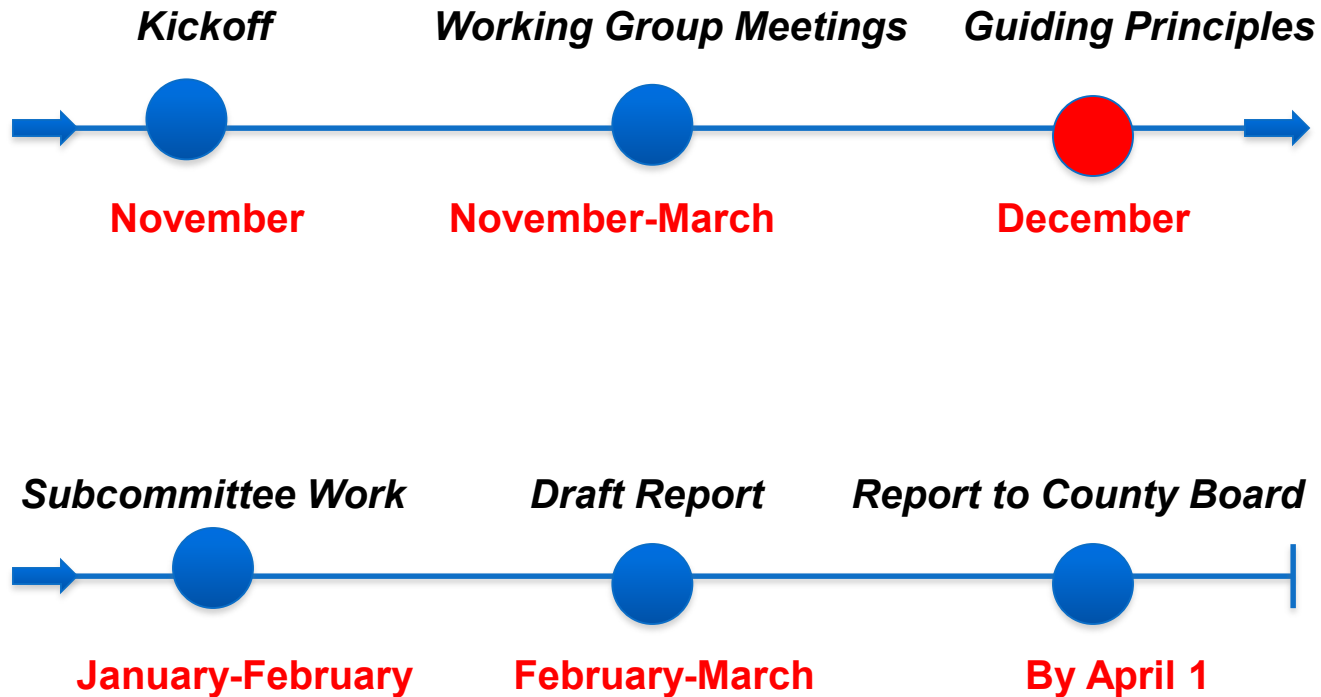 Kickoff
Working Group Meetings
Guiding Principles
November
November-March
December
Subcommittee Work
Draft Report
Report to County Board
January-February
February-March
By April 1